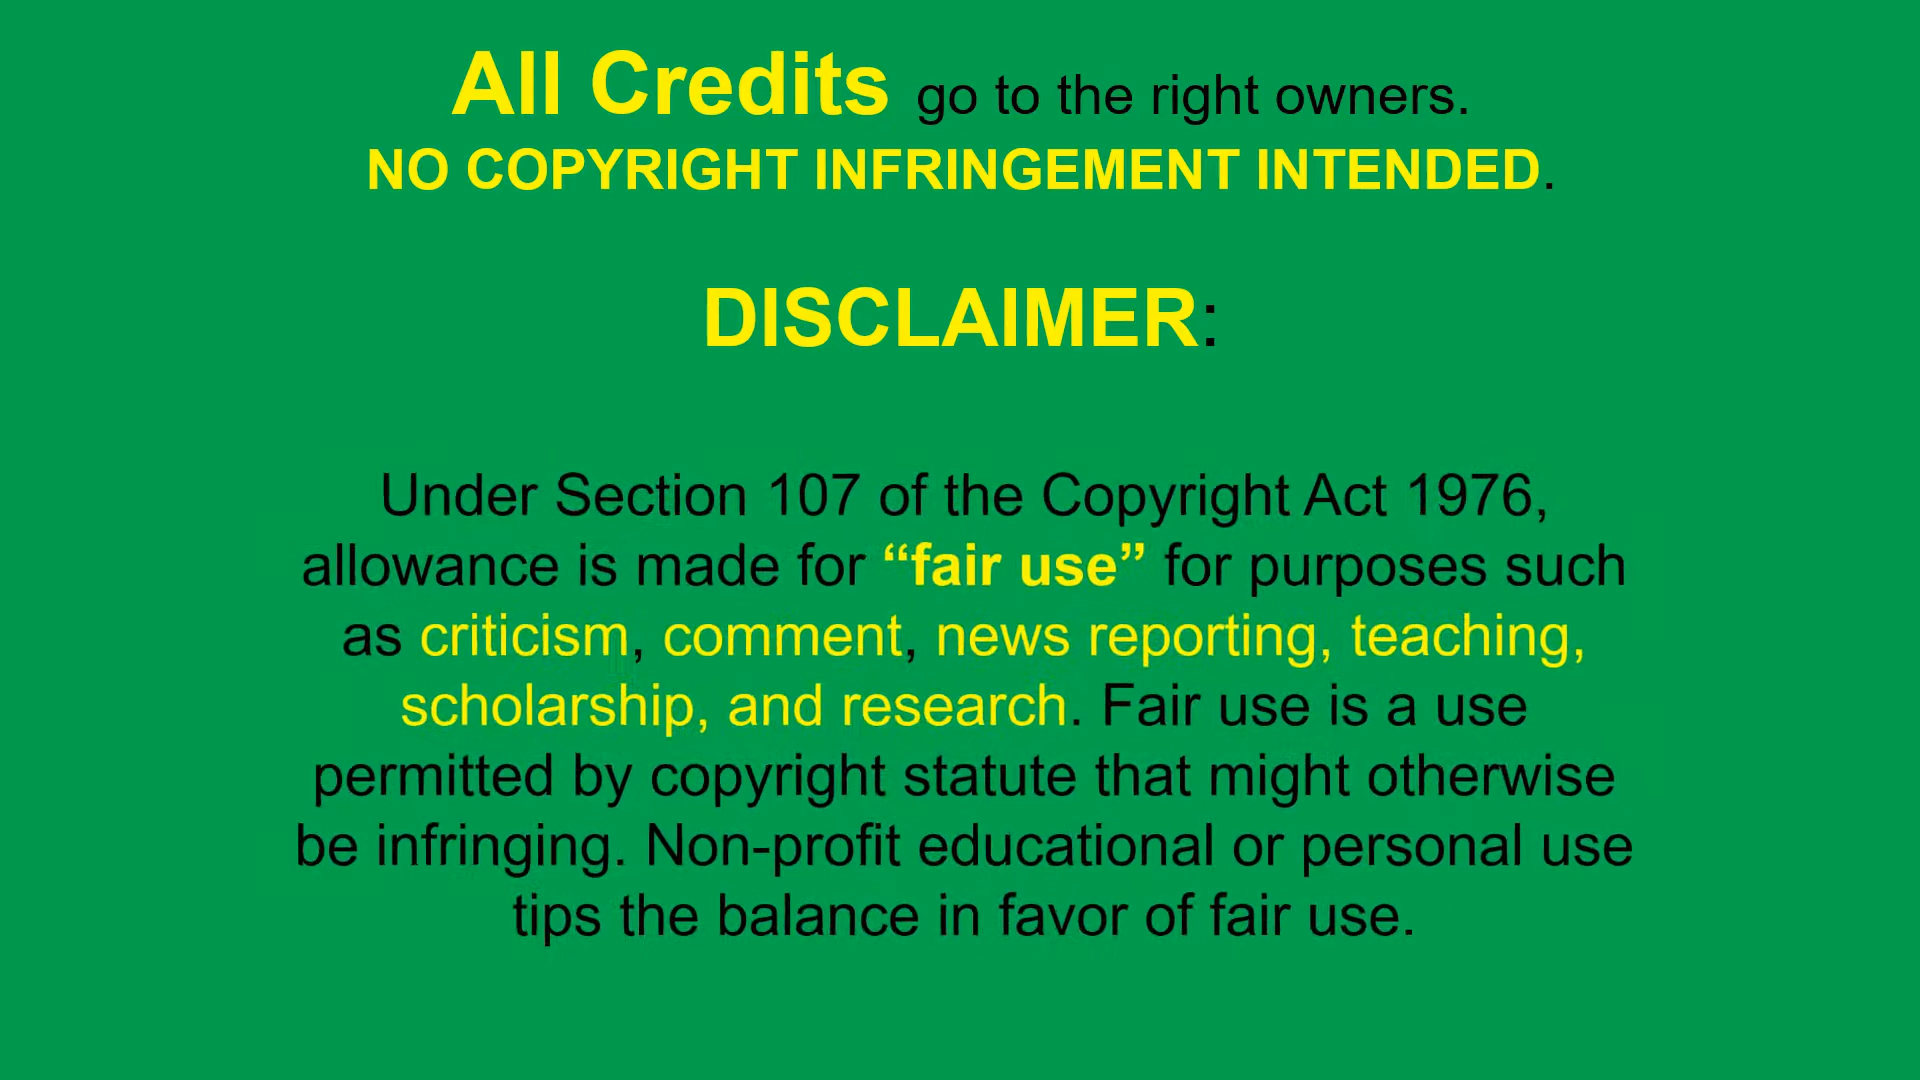 All Credits go to the right owners.
NO COPYRIGHT INFRINGEMENT INTENDED.
DISCLAIMER:
Under Section 107 of the Copyright Act 1976,
allowance is made for “fair use” for purposes such
as criticism, comment, news reporting, teaching,
scholarship, and research. Fair use is a use
permitted by copyright statute that might otherwise
be infringing. Non-profit educational or personal use
tips the balance in favor of fair use.